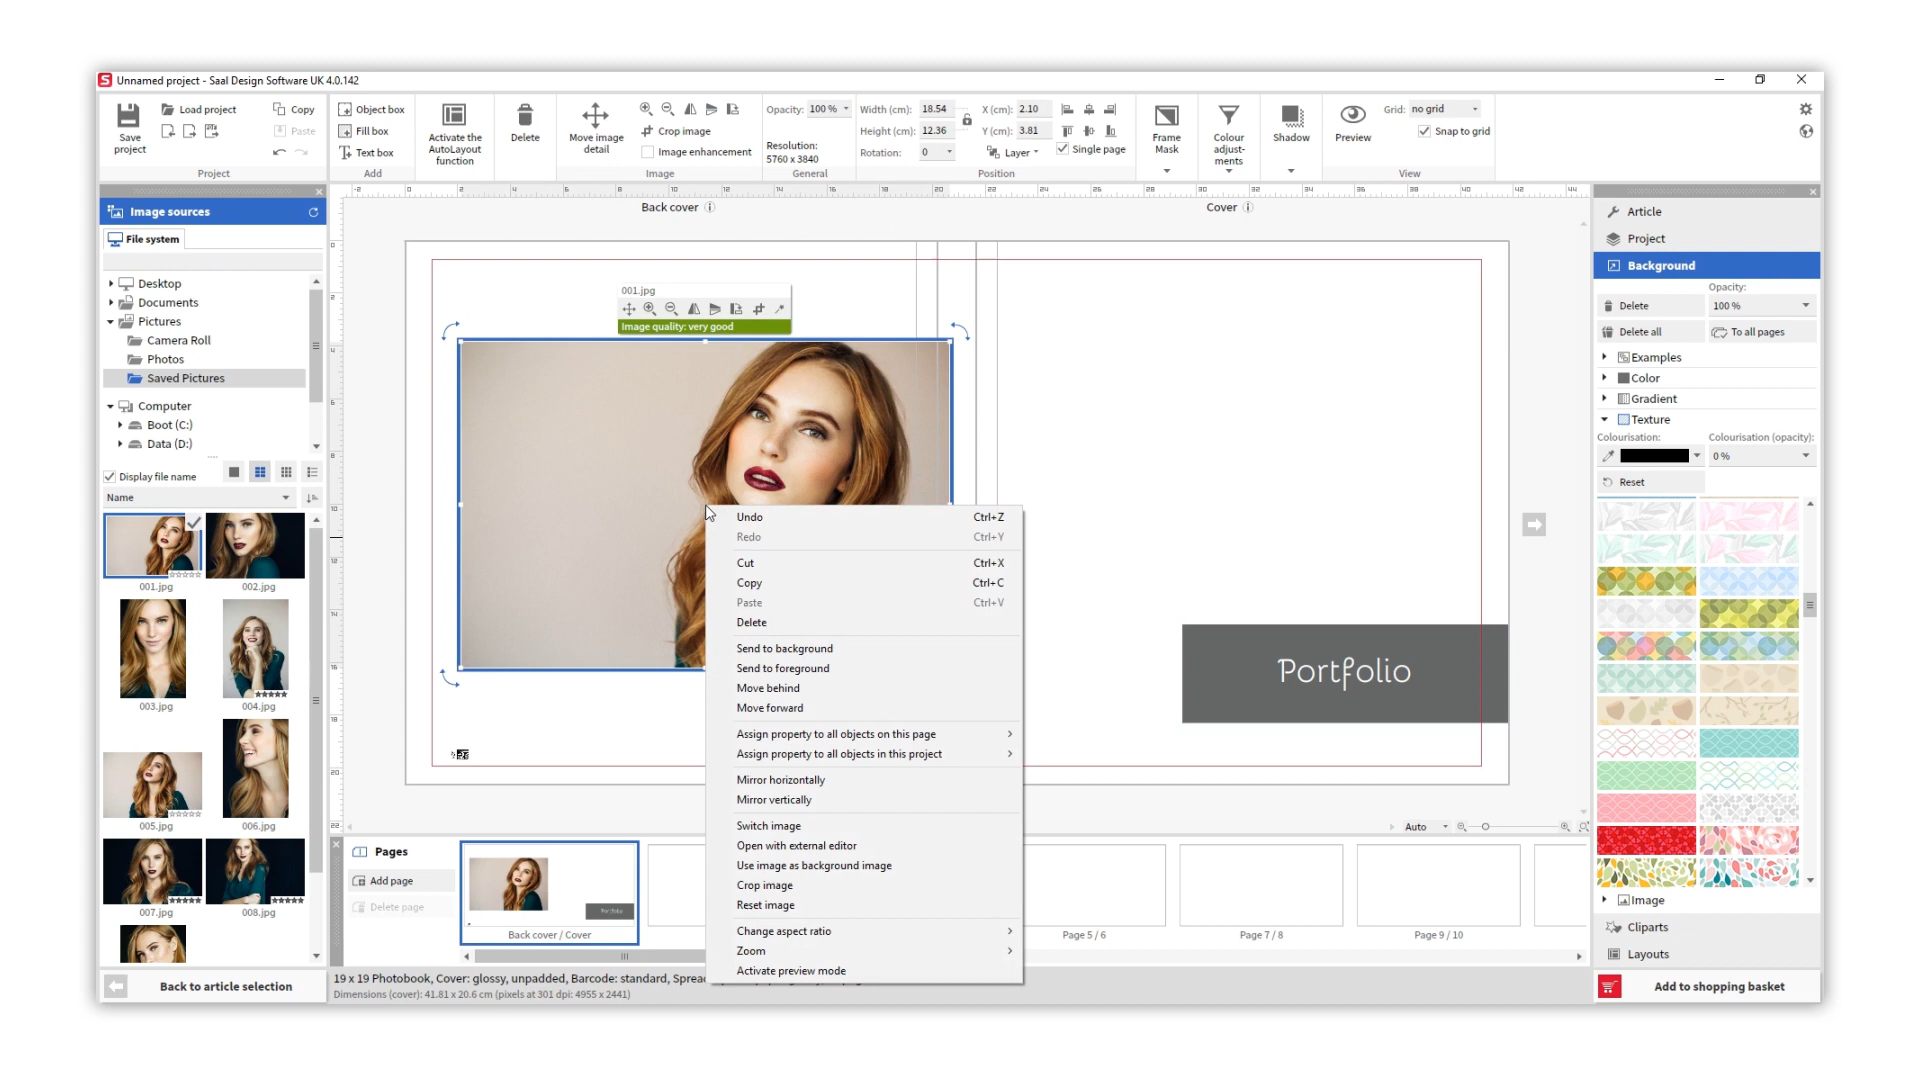 Unnamed project - Saal Design Software UK 4.0.142
Save project
Load project
Copy
Paste
Project
Object box
Fill box
Text box
Add
Activate the AutoLayout function
Delete
Move image detail
Crop image
Image enhancement
Image
Opacity: 100 %
Resolution:
5760 x 3840
General
Width (cm): 18.54
Height (cm): 12.36
Rotation: 0
X (cm): 2.10
Y (cm): 3.81
Layer
Single page
Position
Frame Mask
Colour adjust- ments
Shadow
Preview
Grid: no grid
Snap to grid
View
Image sources
File system
Desktop
Documents
Pictures
Camera Roll
Photos
Saved Pictures
Computer
Boot (C:)
Data (D:)
Display file name
Name
001.jpg
002.jpg
003.jpg
004.jpg
005.jpg
006.jpg
007.jpg
008.jpg
Back to article selection
Back cover
Cover
001.jpg
Image quality: very good
Portfolio
Undo Ctrl+Z
Redo Ctrl+Y
Cut Ctrl+X
Copy Ctrl+C
Paste Ctrl+V
Delete
Send to background
Send to foreground
Move behind
Move forward
Assign property to all objects on this page
Assign property to all objects in this project
Mirror horizontally
Mirror vertically
Switch image
Open with external editor
Use image as background image
Crop image
Reset image
Change aspect ratio
Zoom
Activate preview mode
Auto
Pages
Add page
Delete page
Back cover / Cover
Page 5 / 6
Page 7 / 8
Page 9 / 10
19 x 19 Photobook, Cover: glossy, unpadded, Barcode: standard, Sprea
Dimensions (cover): 41.81 x 20.6 cm (pixels at 301 dpi: 4955 x 2441)
Article
Project
Background
Opacity:
Delete 100 %
Delete all To all pages
Examples
Color
Gradient
Texture
Colourisation: Colourisation (opacity):
0 %
Reset
Image
Cliparts
Layouts
Add to shopping basket